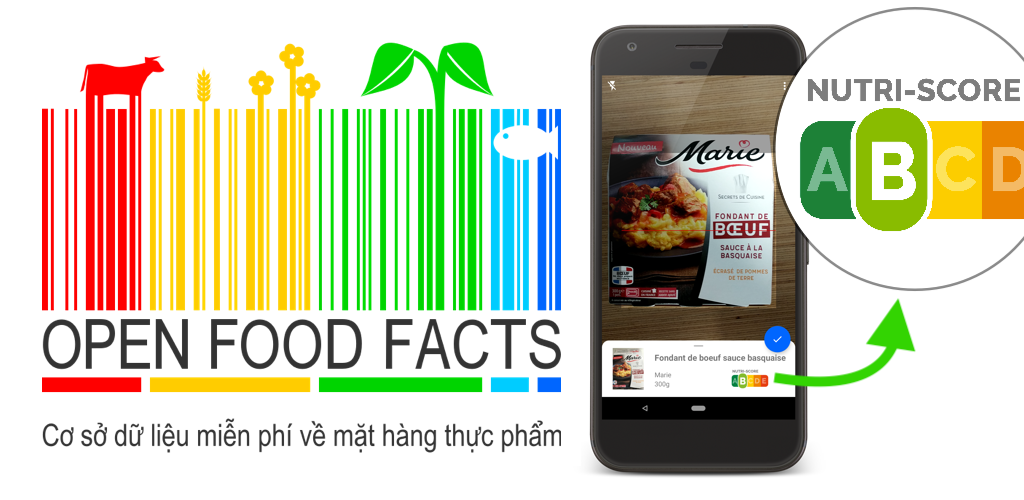 OPEN FOOD FACTS
Cơ sở dữ liệu miễn phí về mặt hàng thực phẩm
Nouveau
Marie
SECRETS DE CUISINE
FONDANT DE
BŒUF
SAUCE À LA
BASQUAISE
ÉCRASÉ DE POMMES
DE TERRE
Fondant de boeuf sauce basquaise
Marie
300g
NUTRI-SCORE
A B C D E
NUTRI-SCORE
A B C D